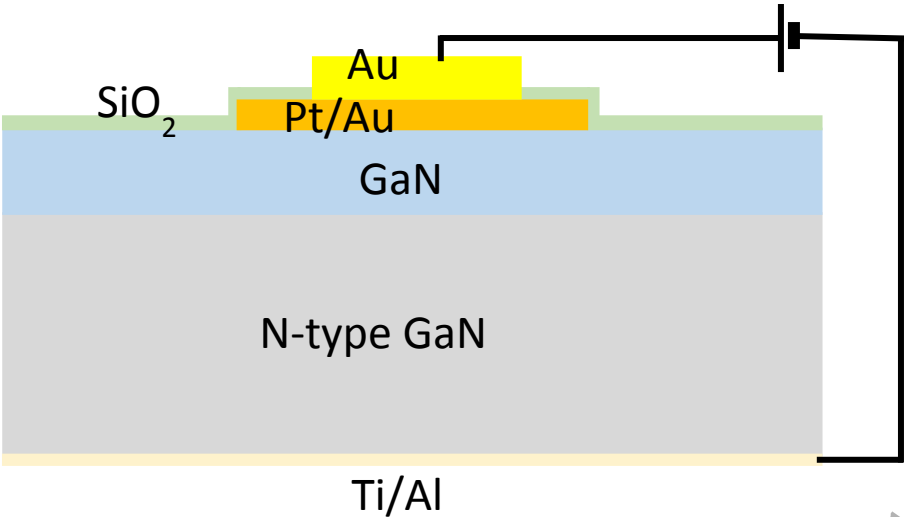 Au
SiO₂
Pt/Au
GaN
N-type GaN
Ti/Al